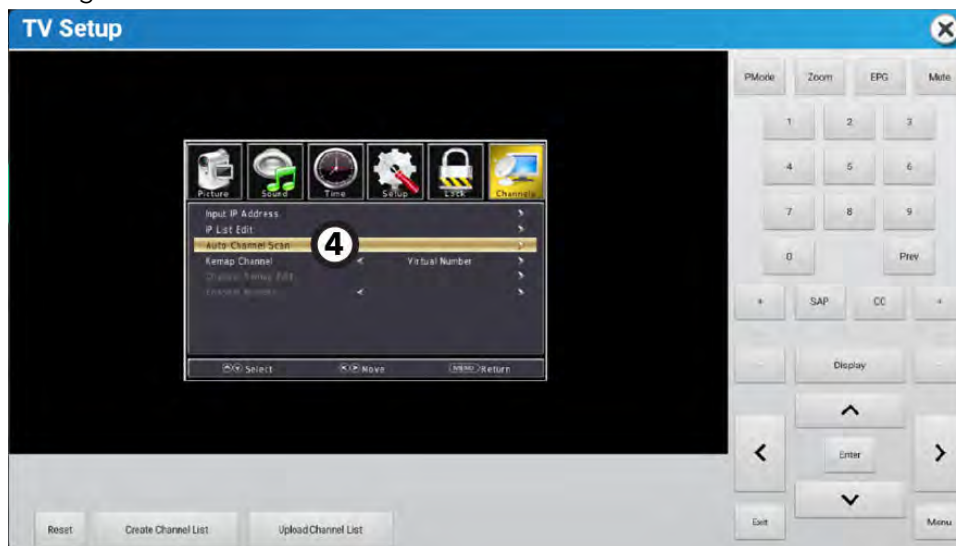 TV Setup
Picture Sound Time Setup Lock Channels
Input IP Address
IP List Edit
Auto Channel Scan
4
Remap Channel Virtual Number
Select Move MENU Return
PMode Zoom EPG Mute
1 2 3
4 5 6
7 8 9
0 Prev
+ SAP CC +
- Display -
Enter
Exit Menu
Reset Create Channel List Upload Channel List